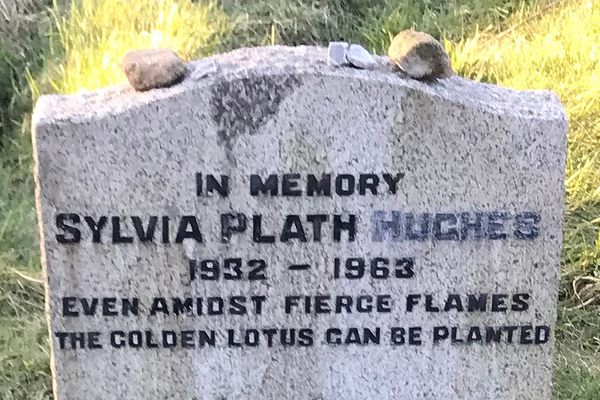 IN MEMORY
SYLVIA PLATH HUGHES
1932 - 1963
EVEN AMIDST FIERCE FLAMES
THE GOLDEN LOTUS CAN BE PLANTED